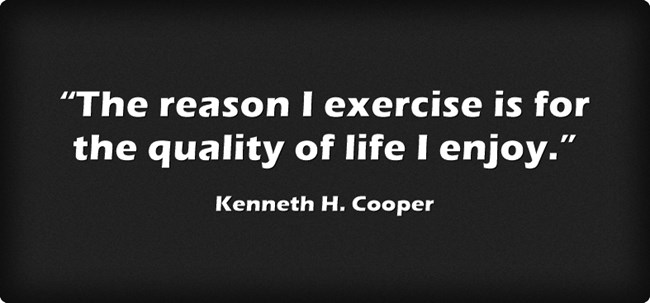 “The reason I exercise is for
the quality of life I enjoy.”
Kenneth H. Cooper